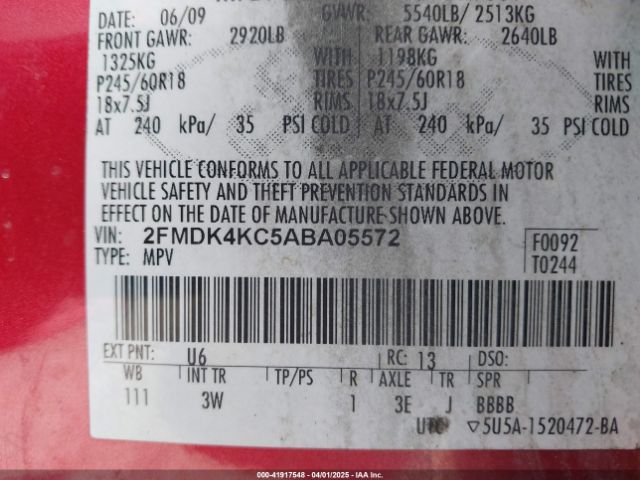 DATE: 06/09 GVWR: 5540LB/ 2513KG
FRONT GAWR: 2920LB REAR GAWR: 2640LB
1325KG WITH 1198KG WITH
P245/60R18 TIRES P245/60R18 TIRES
18x7.5J RIMS 18x7.5J RIMS
AT 240 kPa/ 35 PSI COLD AT 240 kPa/ 35 PSI COLD
THIS VEHICLE CONFORMS TO ALL APPLICABLE FEDERAL MOTOR
VEHICLE SAFETY AND THEFT PREVENTION STANDARDS IN
EFFECT ON THE DATE OF MANUFACTURE SHOWN ABOVE.
VIN: 2FMDK4KC5ABA05572 F0092
TYPE: MPV T0244
EXT PNT: U6 RC: 13 DSO:
WB INT TR TP/PS R AXLE TR SPR
111 3W 1 3E J BBBB
UTC ▽5U5A-1520472-BA
000-41917548 - 04/01/2025 - IAAI.COM